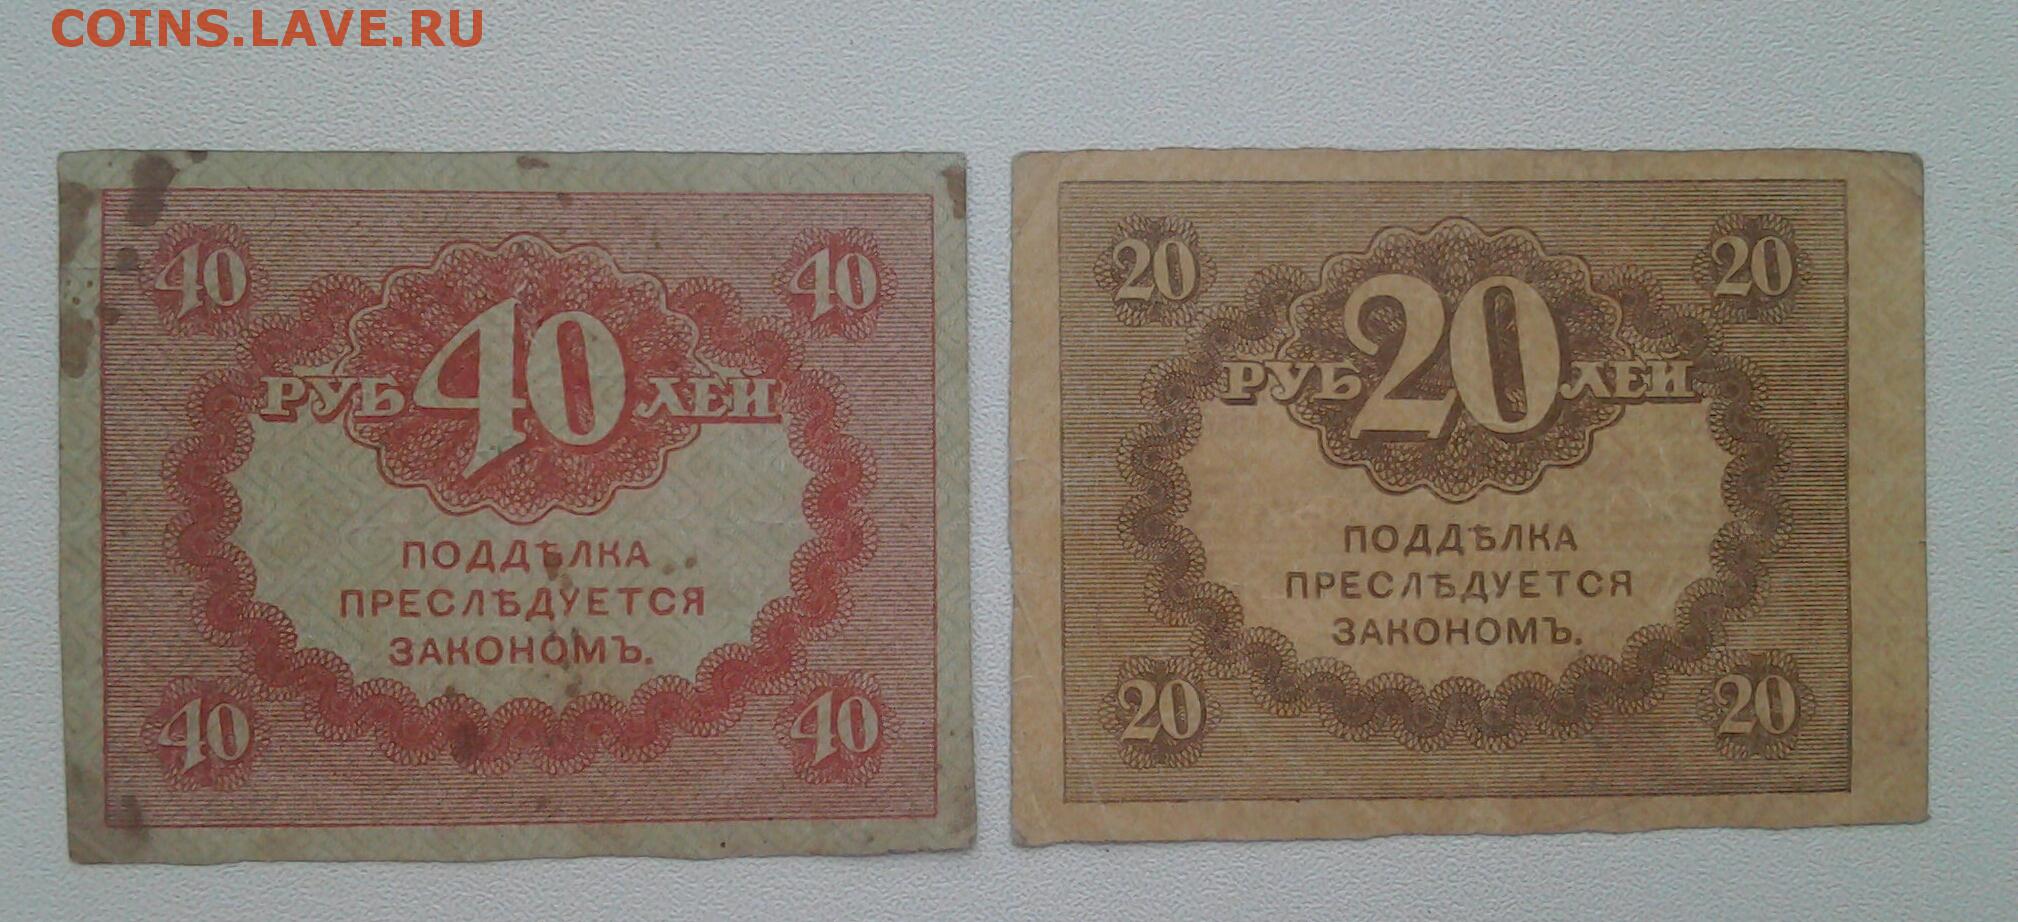 COINS.LAVE.RU
40 40
РУБ 40 ЛЕЙ
ПОДДѢЛКА
ПРЕСЛѢДУЕТСЯ
ЗАКОНОМЪ.
40 40
20 20
РУБ 20 ЛЕЙ
ПОДДѢЛКА
ПРЕСЛѢДУЕТСЯ
ЗАКОНОМЪ.
20 20